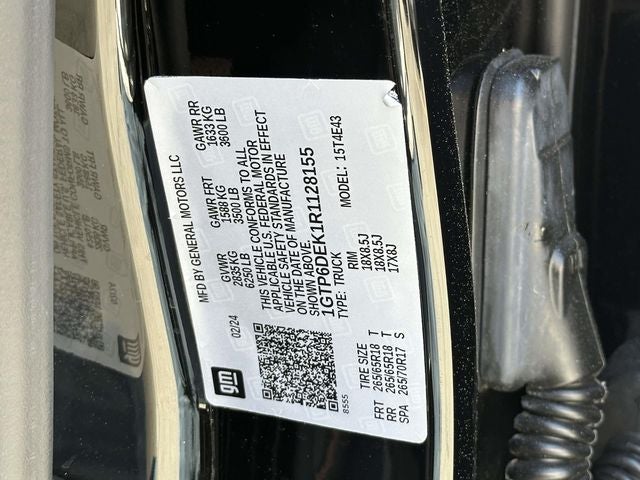 MFD BY GENERAL MOTORS LLC
02/24 GVWR GAWR FRT GAWR RR
2835 KG 1588 KG 1633 KG
6250 LB 3500 LB 3600 LB
THIS VEHICLE CONFORMS TO ALL
APPLICABLE U.S. FEDERAL MOTOR
VEHICLE SAFETY STANDARDS IN EFFECT
ON THE DATE OF MANUFACTURE
SHOWN ABOVE.
1GTP6DEK1R1128155
TYPE: TRUCK MODEL: 15T4E43
gm
8555
TIRE SIZE RIM
FRT 265/65R18 T 18X8.5J
RR 265/65R18 T 18X8.5J
SPA 265/70R17 S 17X8J